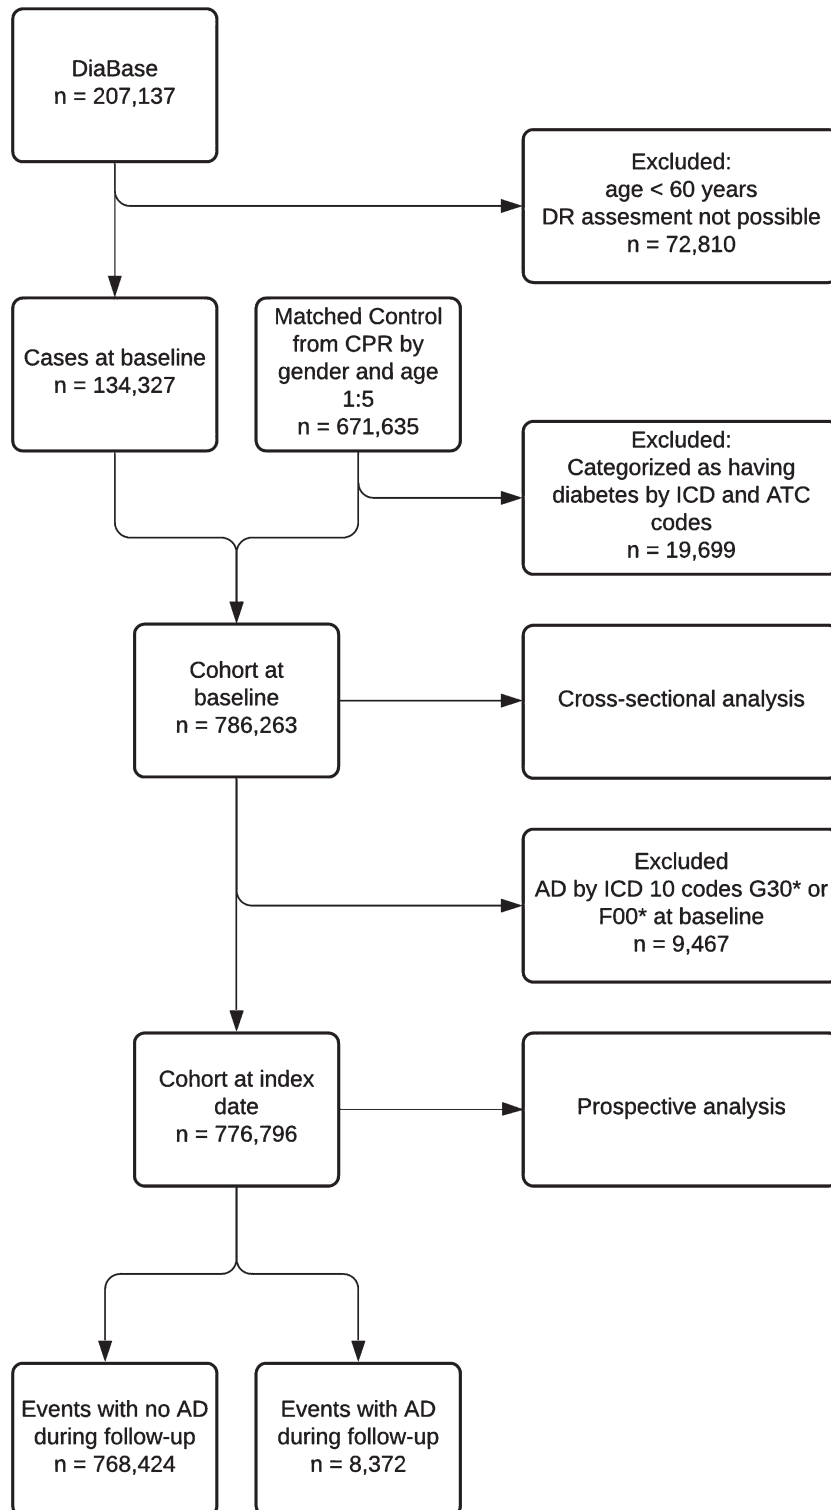 DiaBase
n = 207,137
Excluded:
age < 60 years
DR assesment not possible
n = 72,810
Cases at baseline
n = 134,327
Matched Control
from CPR by
gender and age
1:5
n = 671,635
Excluded:
Categorized as having
diabetes by ICD and ATC
codes
n = 19,699
Cohort at
baseline
n = 786,263
Cross-sectional analysis
Excluded
AD by ICD 10 codes G30* or
F00* at baseline
n = 9,467
Cohort at index
date
n = 776,796
Prospective analysis
Events with no AD
during follow-up
n = 768,424
Events with AD
during follow-up
n = 8,372